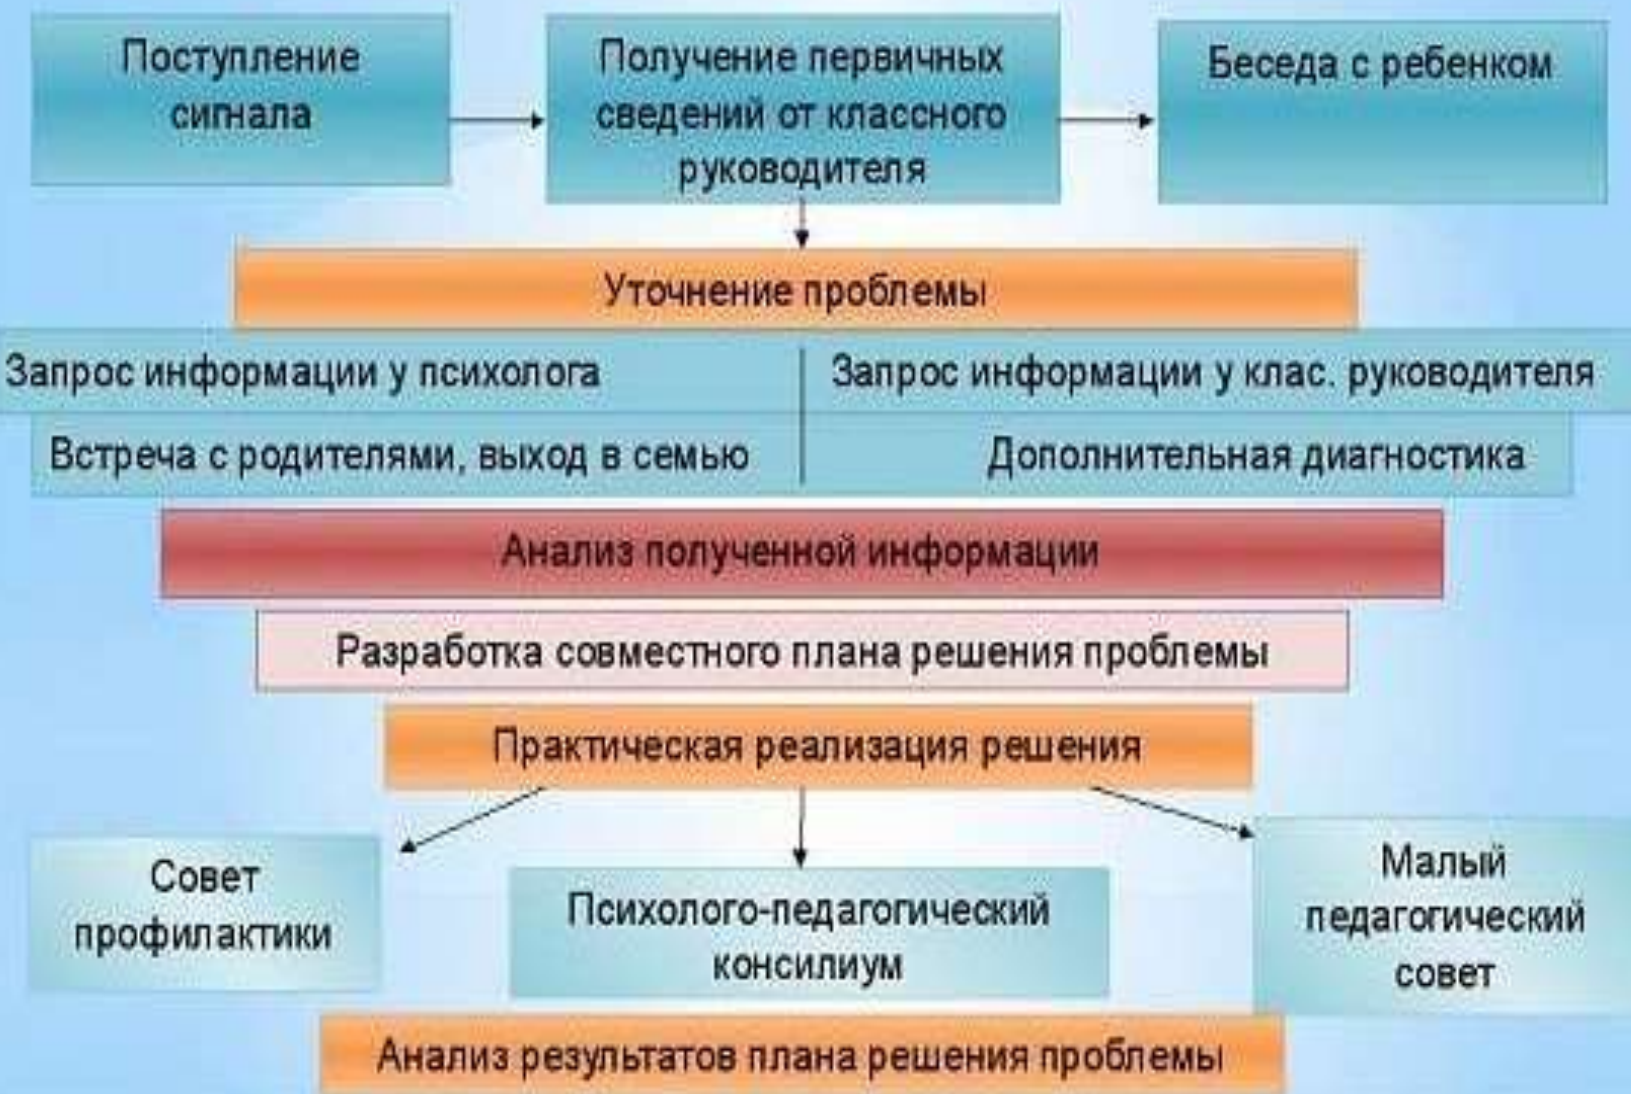 Поступление
сигнала
Получение первичных
сведений от классного
руководителя
Беседа с ребенком
Уточнение проблемы
Запрос информации у психолога
Запрос информации у клас. руководителя
Встреча с родителями, выход в семью
Дополнительная диагностика
Анализ полученной информации
Разработка совместного плана решения проблемы
Практическая реализация решения
Совет
профилактики
Психолого-педагогический
консилиум
Малый
педагогический
совет
Анализ результатов плана решения проблемы